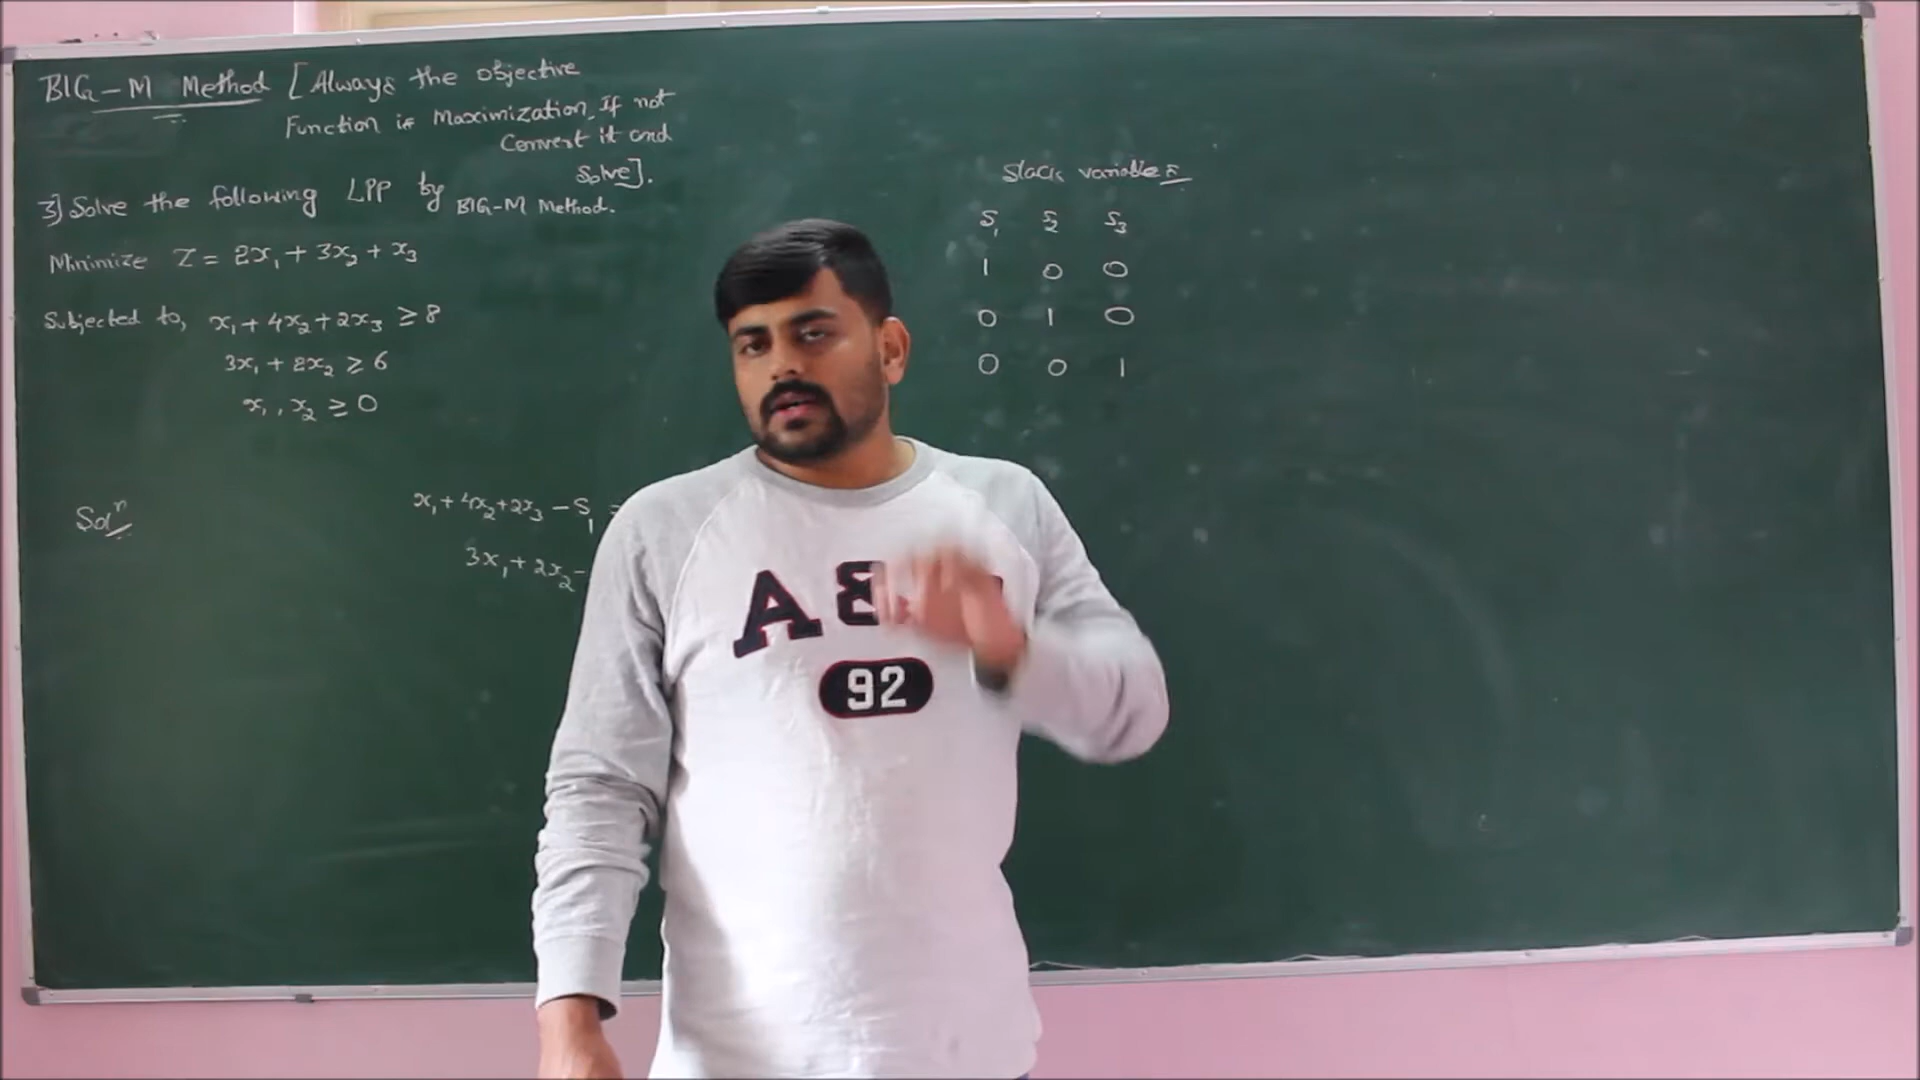 BIG-M Method [Always the objective
Function is Maximization. If not
Convert it and
Solve].
3] Solve the following LPP by BIG-M Method.
Minimize Z = 2x₁ + 3x₂ + x₃
Subjected to, x₁ + 4x₂ + 2x₃ ≥ 8
3x₁ + 2x₂ ≥ 6
x₁, x₂ ≥ 0
Solⁿ
x₁ + 4x₂ + 2x₃ - S₁ =
3x₁ + 2x₂ -
Slack variables
S₁ S₂ S₃
1 0 0
0 1 0
0 0 1
92